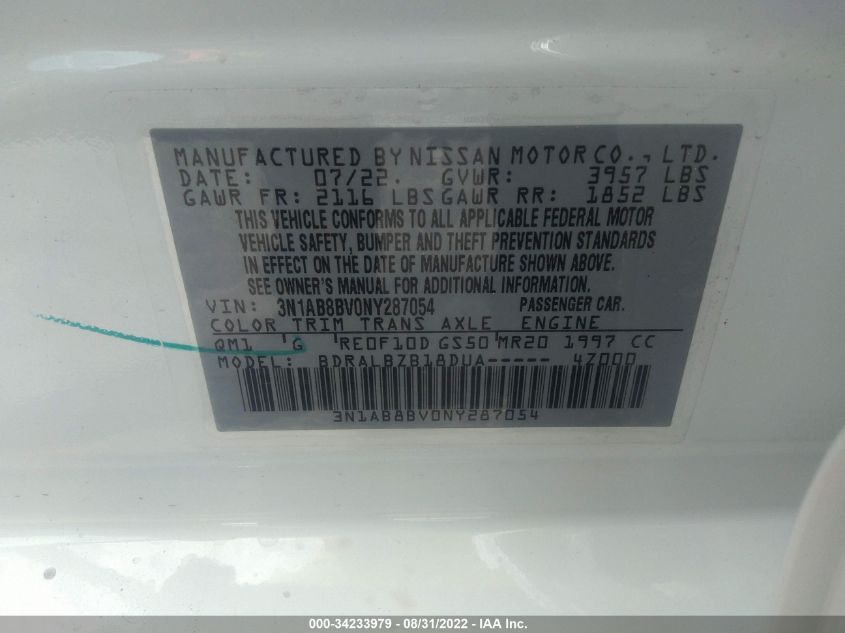 MANUFACTURED BY NISSAN MOTOR CO., LTD.
DATE: 07/22. GVWR: 3957 LBS
GAWR FR: 2116 LBS GAWR RR: 1852 LBS
THIS VEHICLE CONFORMS TO ALL APPLICABLE FEDERAL MOTOR
VEHICLE SAFETY, BUMPER AND THEFT PREVENTION STANDARDS
IN EFFECT ON THE DATE OF MANUFACTURE SHOWN ABOVE.
SEE OWNER'S MANUAL FOR ADDITIONAL INFORMATION.
VIN: 3N1AB8BV0NY287054 PASSENGER CAR.
COLOR TRIM TRANS AXLE ENGINE
QM1 'G 'RE0F10D GS50 'MR20 1997 CC
MODEL: BDRALBZB18DUA----- 4Z000
3N1AB8BV0NY287054
000-34233979 - 08/31/2022 - IAA Inc.